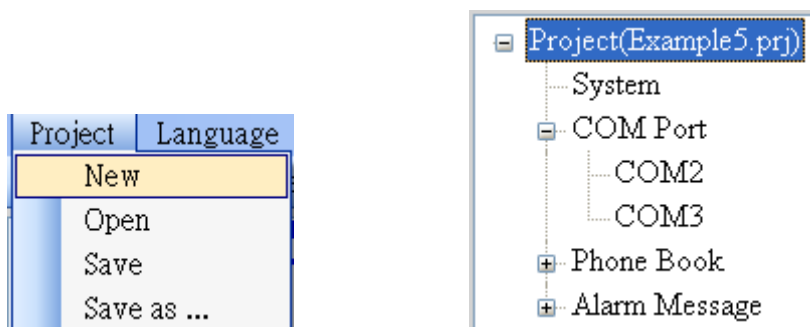 Project Language
New
Open
Save
Save as ...
Project(Example5.prj)
System
COM Port
COM2
COM3
Phone Book
Alarm Message